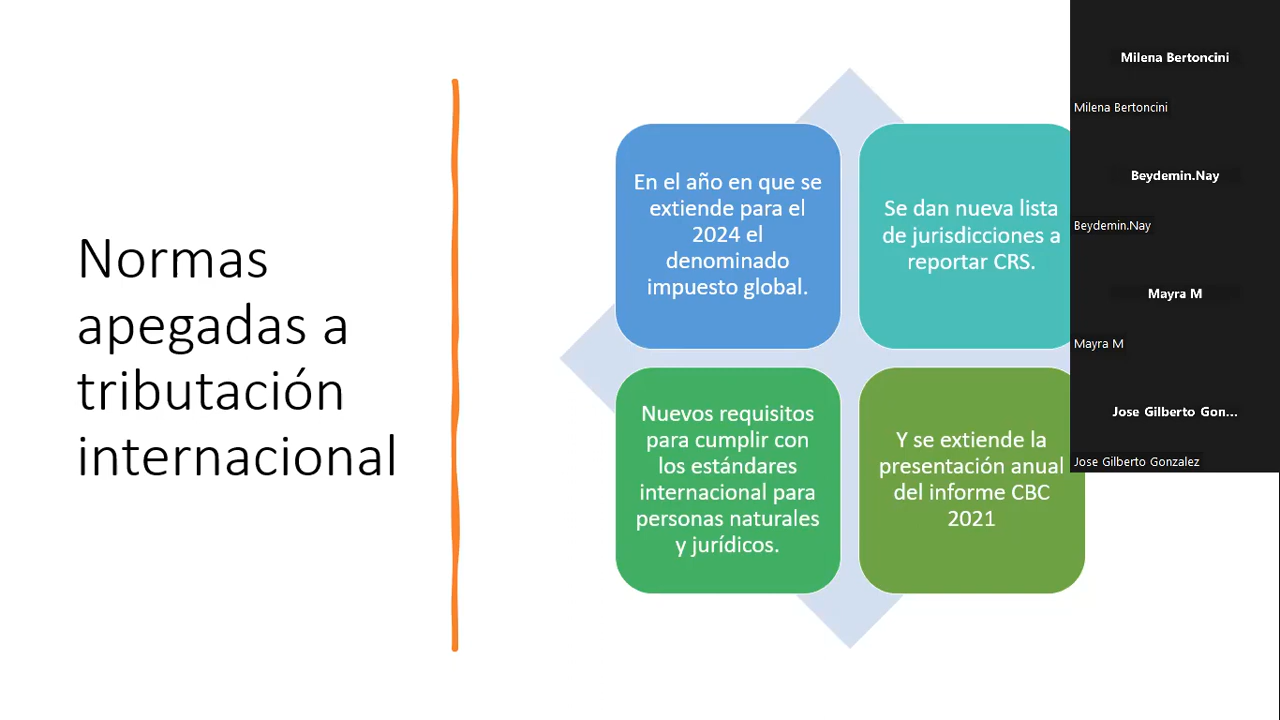 Normas
apegadas a
tributación
internacional
En el año en que se
extiende para el
2024 el
denominado
impuesto global.
Se dan nueva lista
de jurisdicciones a
reportar CRS.
Nuevos requisitos
para cumplir con
los estándares
internacional para
personas naturales
y jurídicos.
Y se extiende la
presentación anual
del informe CBC
2021
Milena Bertoncini
Milena Bertoncini
Beydemin.Nay
Beydemin.Nay
Mayra M
Mayra M
Jose Gilberto Gon...
Jose Gilberto Gonzalez